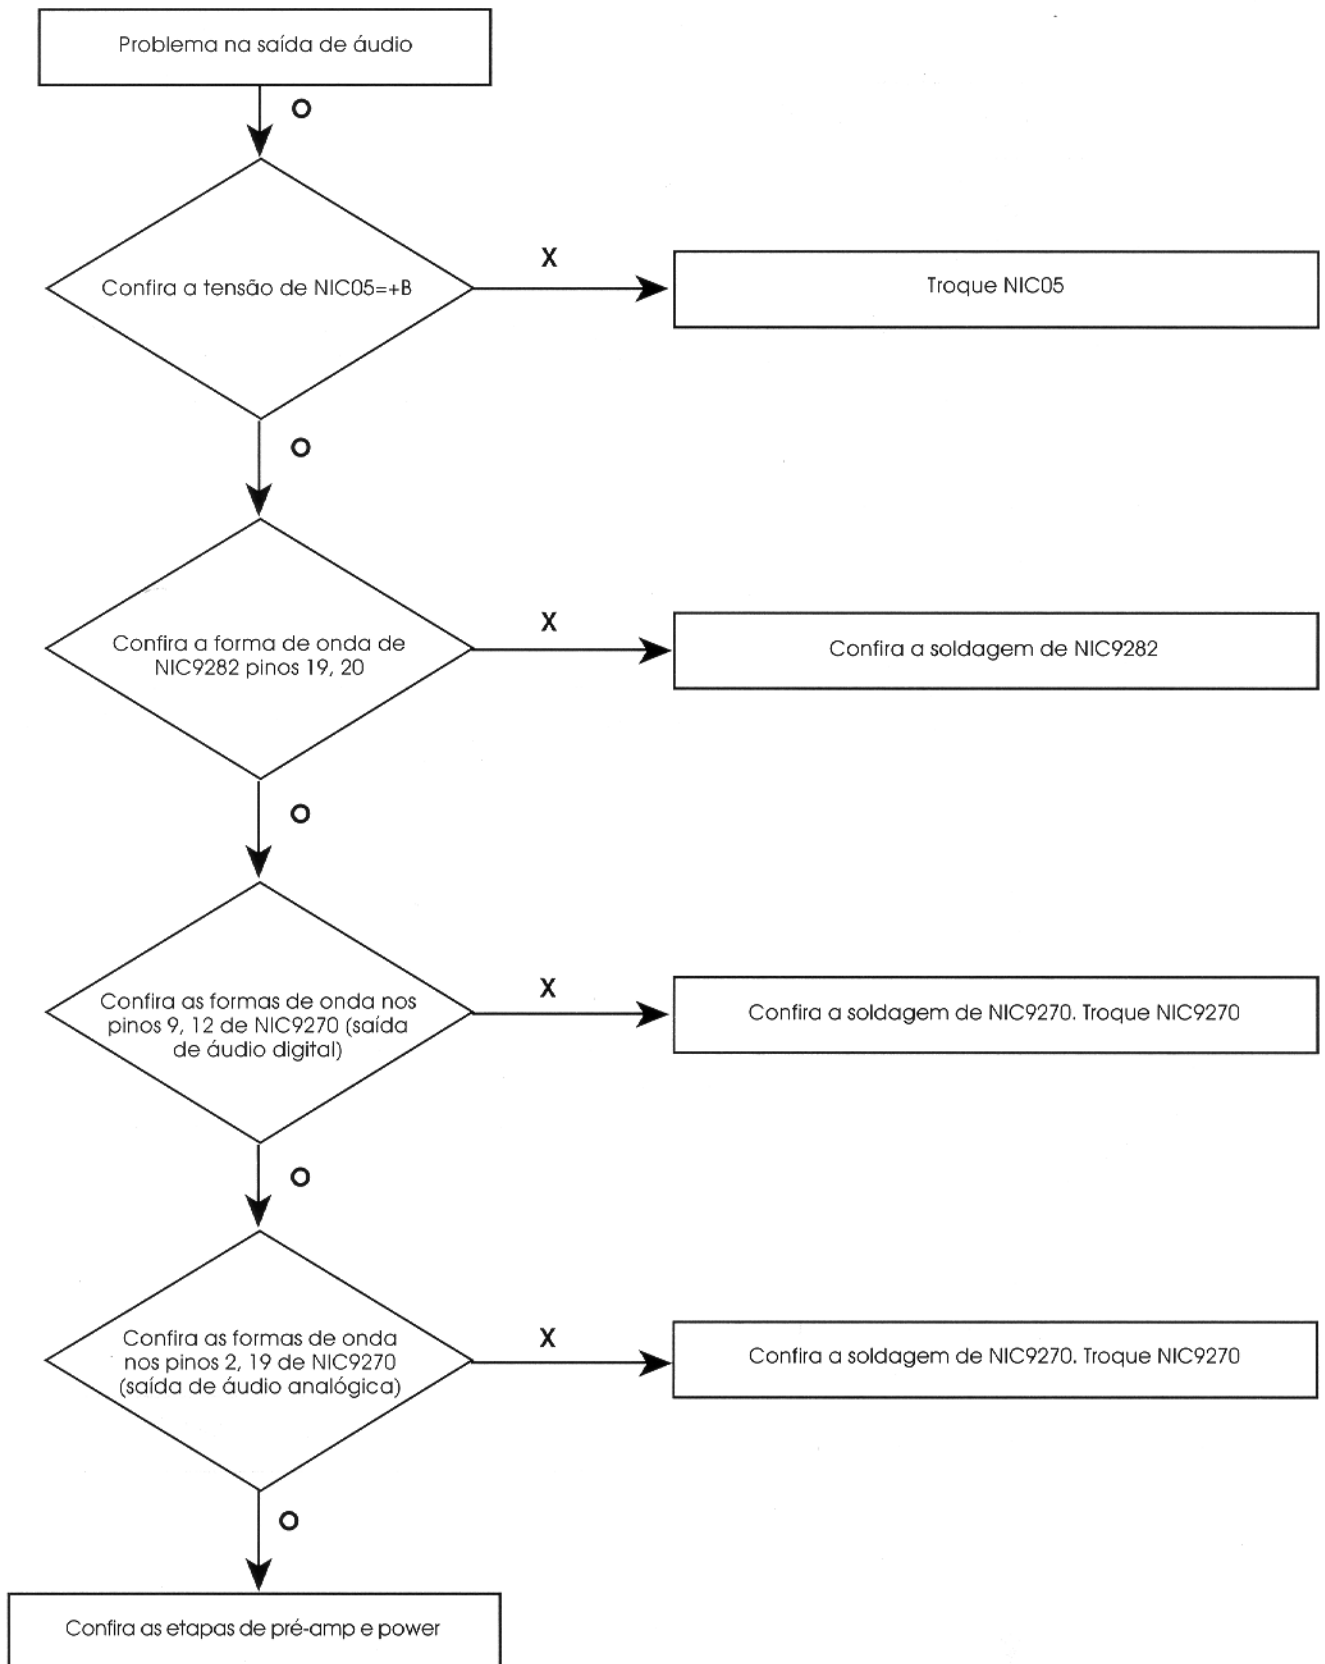 Problema na saída de áudio
O
Confira a tensão de NIC05=+B
X
Troque NIC05
O
Confira a forma de onda de
NIC9282 pinos 19, 20
X
Confira a soldagem de NIC9282
O
Confira as formas de onda nos
pinos 9, 12 de NIC9270 (saída
de áudio digital)
X
Confira a soldagem de NIC9270. Troque NIC9270
O
Confira as formas de onda
nos pinos 2, 19 de NIC9270
(saída de áudio analógica)
X
Confira a soldagem de NIC9270. Troque NIC9270
O
Confira as etapas de pré-amp e power